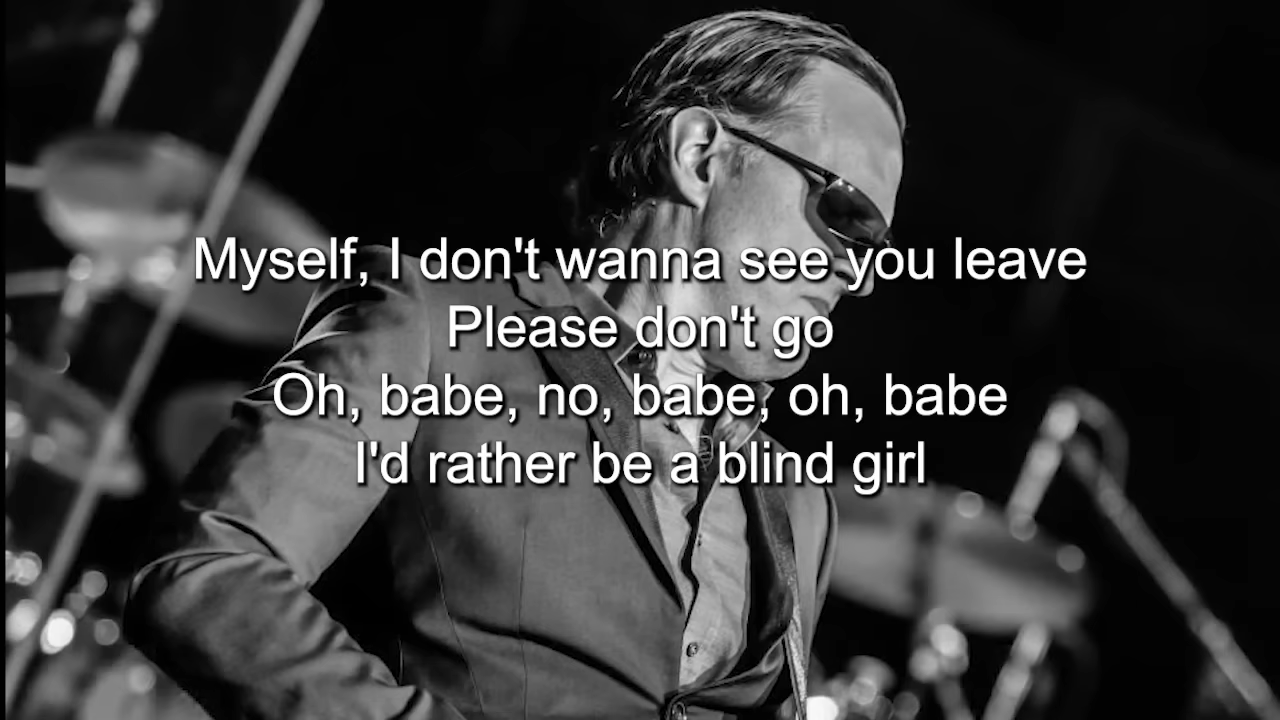 Myself, I don't wanna see you leave
Please don't go
Oh, babe, no, babe, oh, babe
I'd rather be a blind girl